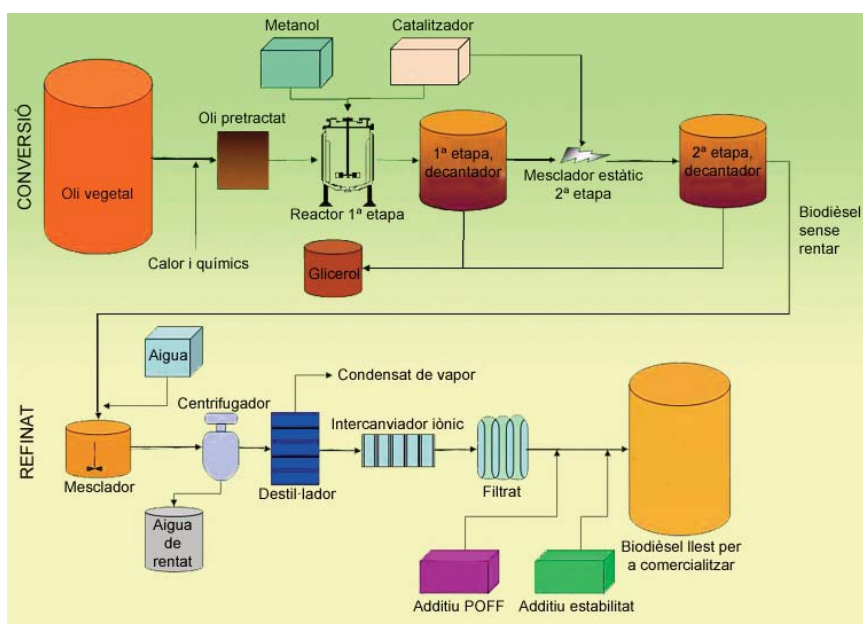 Metanol
Catalitzador
CONVERSIÓ
Oli vegetal
Oli pretractat
Calor i químics
Reactor 1ª etapa
1ª etapa,
decantador
Mesclador estàtic
2ª etapa
2ª etapa,
decantador
Glicerol
Biodièsel
sense
rentar
REFINAT
Aigua
Mesclador
Centrifugador
Aigua
de
rentat
Condensat de vapor
Destil·lador
Intercanviador iònic
Filtrat
Additiu POFF
Additiu estabilitat
Biodièsel llest per
a comercialitzar